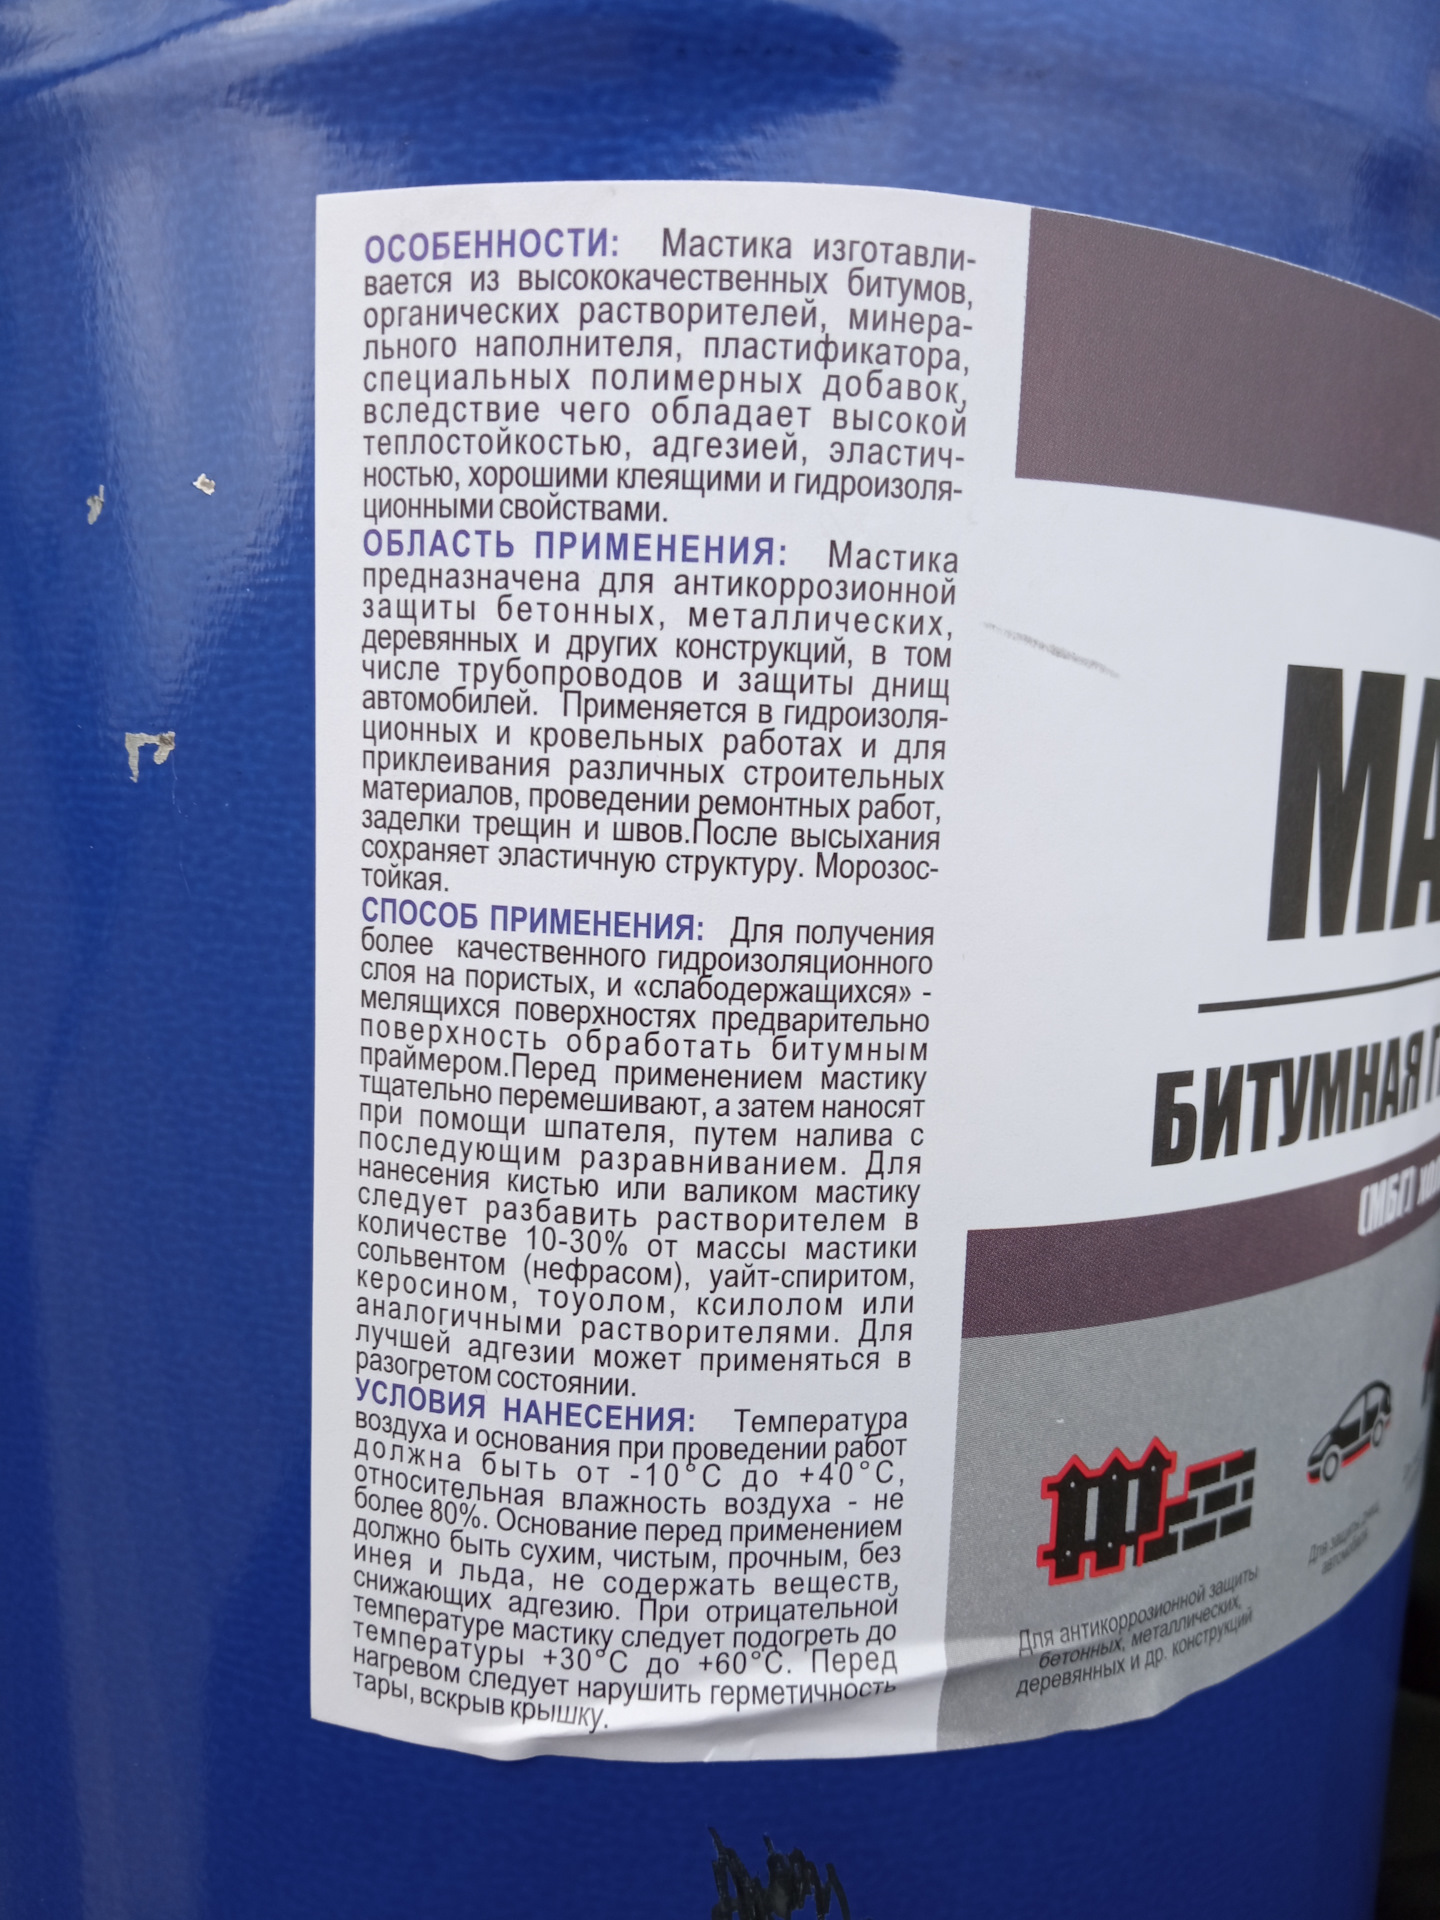 ОСОБЕННОСТИ: Мастика изготавли-
вается из высококачественных битумов,
органических растворителей, минера-
льного наполнителя, пластификатора,
специальных полимерных добавок,
вследствие чего обладает высокой
теплостойкостью, адгезией, эластич-
ностью, хорошими клеящими и гидроизоля-
ционными свойствами.
ОБЛАСТЬ ПРИМЕНЕНИЯ: Мастика
предназначена для антикоррозионной
защиты бетонных, металлических,
деревянных и других конструкций, в том
числе трубопроводов и защиты днищ
автомобилей. Применяется в гидроизоля-
ционных и кровельных работах и для
приклеивания различных строительных
материалов, проведении ремонтных работ,
заделки трещин и швов.После высыхания
сохраняет эластичную структуру. Морозос-
тойкая.
СПОСОБ ПРИМЕНЕНИЯ: Для получения
более качественного гидроизоляционного
слоя на пористых, и «слабодержащихся» -
мелящихся поверхностях предварительно
поверхность обработать битумным
праймером.Перед применением мастику
тщательно перемешивают, а затем наносят
при помощи шпателя, путем налива с
последующим разравниванием. Для
нанесения кистью или валиком мастику
следует разбавить растворителем в
количестве 10-30% от массы мастики
сольвентом (нефрасом), уайт-спиритом,
керосином, тоуолом, ксилолом или
аналогичными растворителями. Для
лучшей адгезии может применяться в
разогретом состоянии.
УСЛОВИЯ НАНЕСЕНИЯ: Температура
воздуха и основания при проведении работ
должна быть от -10°С до +40°С,
относительная влажность воздуха - не
более 80%. Основание перед применением
должно быть сухим, чистым, прочным, без
инея и льда, не содержать веществ,
снижающих адгезию. При отрицательной
температуре мастику следует подогреть до
температуры +30°С до +60°С. Перед
нагревом следует нарушить герметичность
тары, вскрыв крышку.
МА
БИТУМНАЯ
(МБГ)
Для антикоррозионной защиты
бетонных, металлических,
деревянных и др. конструкций
Для защиты днищ
автомобиля